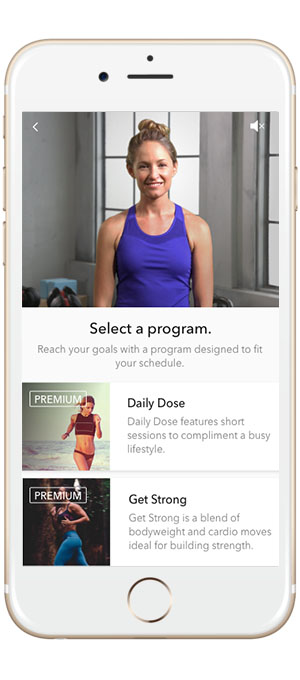 Select a program.
Reach your goals with a program designed to fit
your schedule.
PREMIUM
Daily Dose
Daily Dose features short
sessions to compliment a busy
lifestyle.
PREMIUM
Get Strong
Get Strong is a blend of
bodyweight and cardio moves
ideal for building strength.